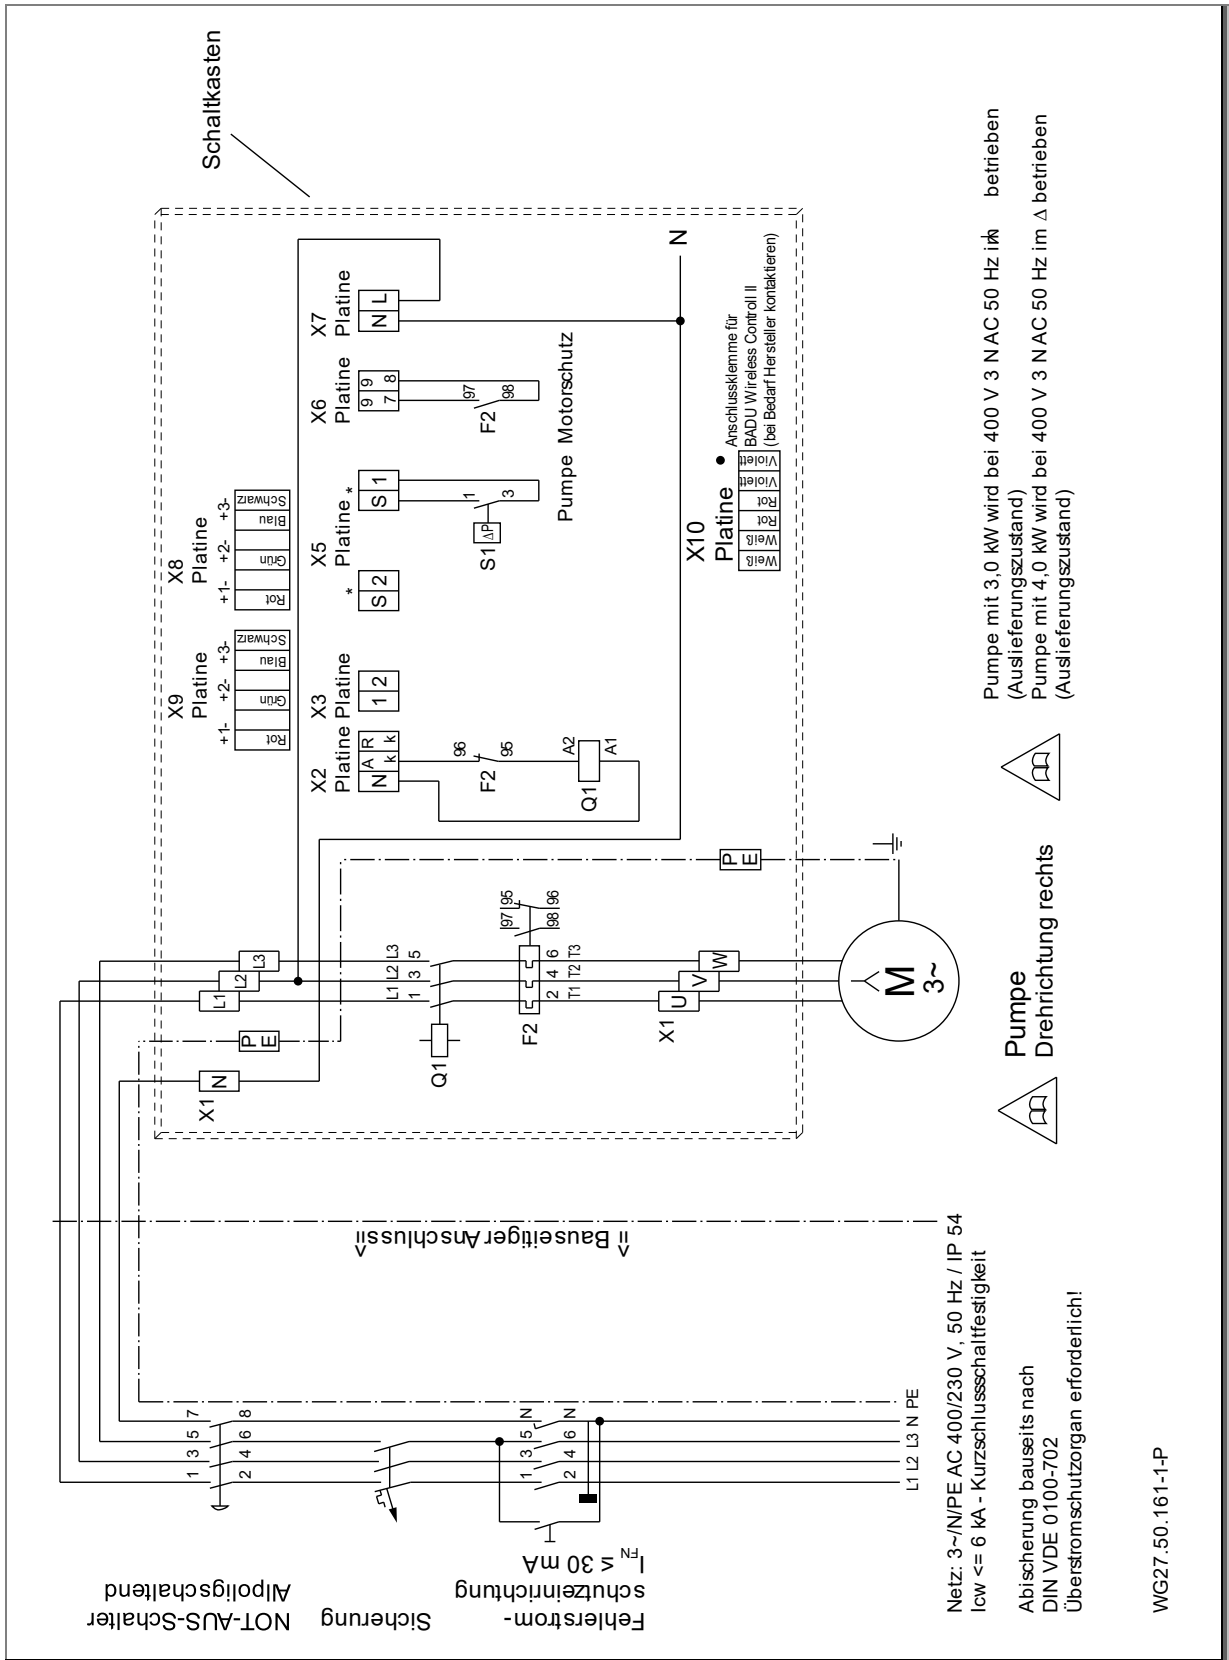 Schaltkasten
X9
Platine
+1- +2- +3-
Rot Grün Blau Schwarz
X8
Platine
+1- +2- +3-
Rot Grün Blau Schwarz
X2
Platine
N A k R k
X3
Platine
1 2
X5
Platine
* *
S 2
S 1
X6
Platine
9 7 9 8
X7
Platine
N L
96
F2
95
A2
Q1
A1
1
S1 ΔP
3
97
F2
98
Pumpe Motorschutz
N
X10
Platine
Weiß Weiß Rot Rot Violett Violett
Anschlussklemme für
BADU Wireless Controll II
(bei Bedarf Hersteller kontaktieren)
X1
N
PE
L1
L2
L3
L1 L2 L3
1 3 5
Q1
97 95
98 96
F2
2 4 6
T1 T2 T3
X1
U
V
W
PE
M
3~
Pumpe
Drehrichtung rechts
Pumpe mit 3,0 kW wird bei 400 V 3 N AC 50 Hz im betrieben
(Auslieferungszustand)
Pumpe mit 4,0 kW wird bei 400 V 3 N AC 50 Hz im Δ betrieben
(Auslieferungszustand)
<= Bauseitiger Anschluss =>
NOT-AUS-Schalter
Allpoligschaltend
1 3 5 7
2 4 6 8
Sicherung
Fehlerstrom-
schutzeinrichtung
I FN ≤ 30 mA
1 3 5 N
2 4 6 N
L1 L2 L3 N PE
Netz: 3~/N/PE AC 400/230 V, 50 Hz / IP 54
Icw <= 6 kA - Kurzschlussschaltfestigkeit
Abischerung bauseits nach
DIN VDE 0100-702
Überstromschutzorgan erforderlich!
WG27.50.161-1-P